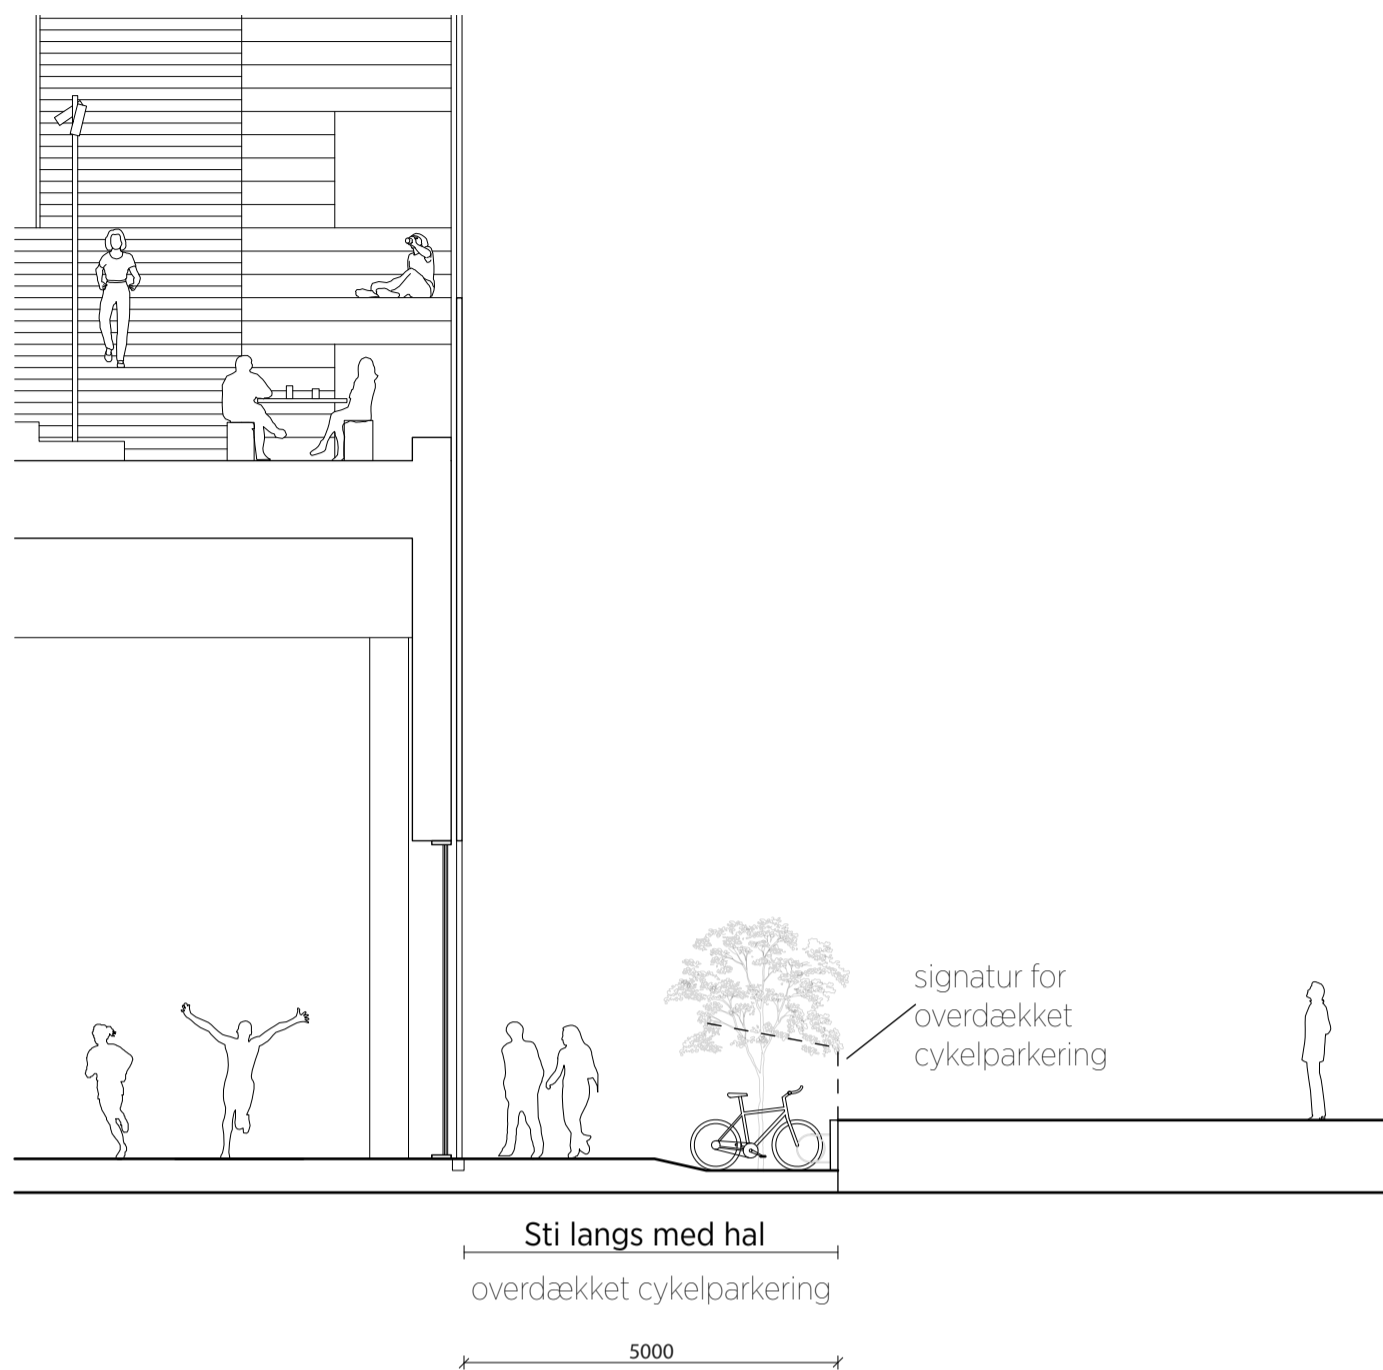 signatur for
overdækket
cykelparkering
Sti langs med hal
overdækket cykelparkering
5000